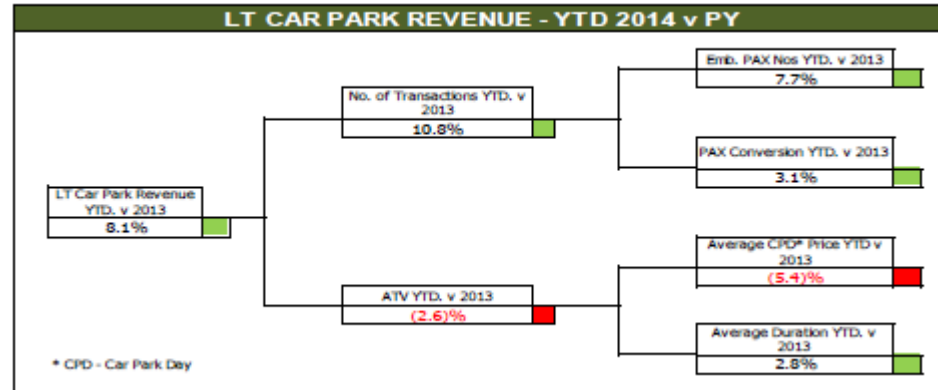 LT CAR PARK REVENUE - YTD 2014 v PY
Emb. PAX Nos YTD. v 2013
7.7%
No. of Transactions YTD. v
2013
10.8%
PAX Conversion YTD. v 2013
3.1%
LT Car Park Revenue
YTD. v 2013
8.1%
Average CPD* Price YTD v
2013
(5.4)%
ATV YTD. v 2013
(2.6)%
Average Duration YTD. v
2013
2.8%
* CPD - Car Park Day